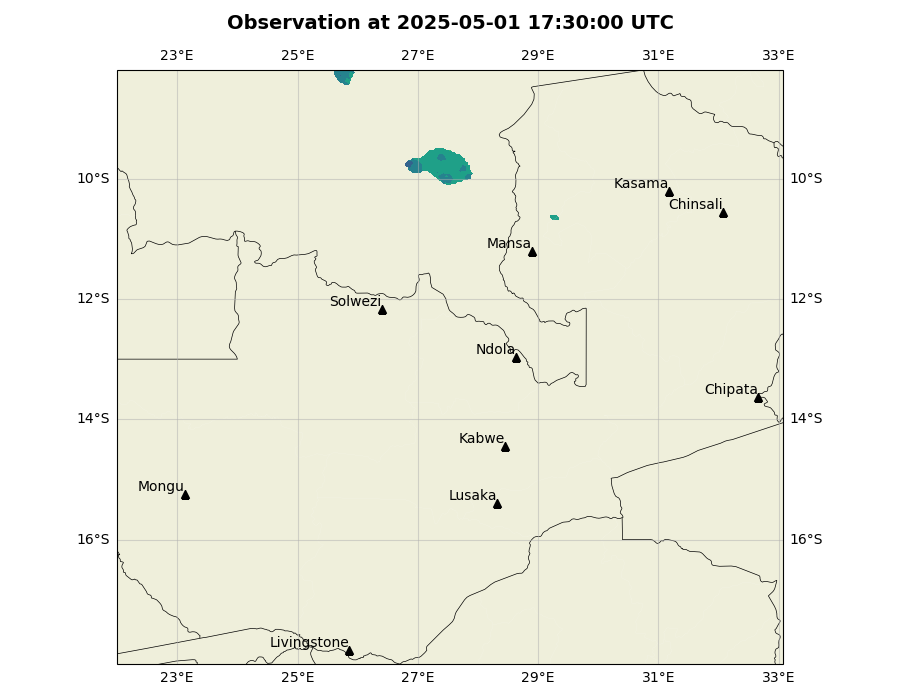 Observation at 2025-05-01 17:30:00 UTC
23°E 25°E 27°E 29°E 31°E 33°E
10°S 10°S
Kasama
Chinsali
Mansa
12°S 12°S
Solwezi
Ndola
Chipata
14°S 14°S
Kabwe
Mongu
Lusaka
16°S 16°S
Livingstone
23°E 25°E 27°E 29°E 31°E 33°E